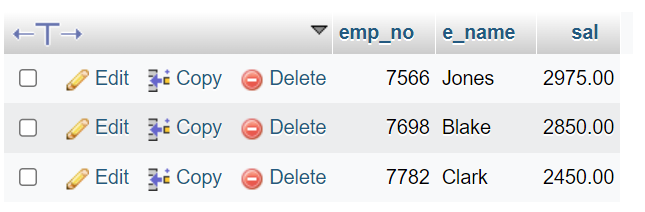 emp_no e_name sal
Edit Copy Delete 7566 Jones 2975.00
Edit Copy Delete 7698 Blake 2850.00
Edit Copy Delete 7782 Clark 2450.00